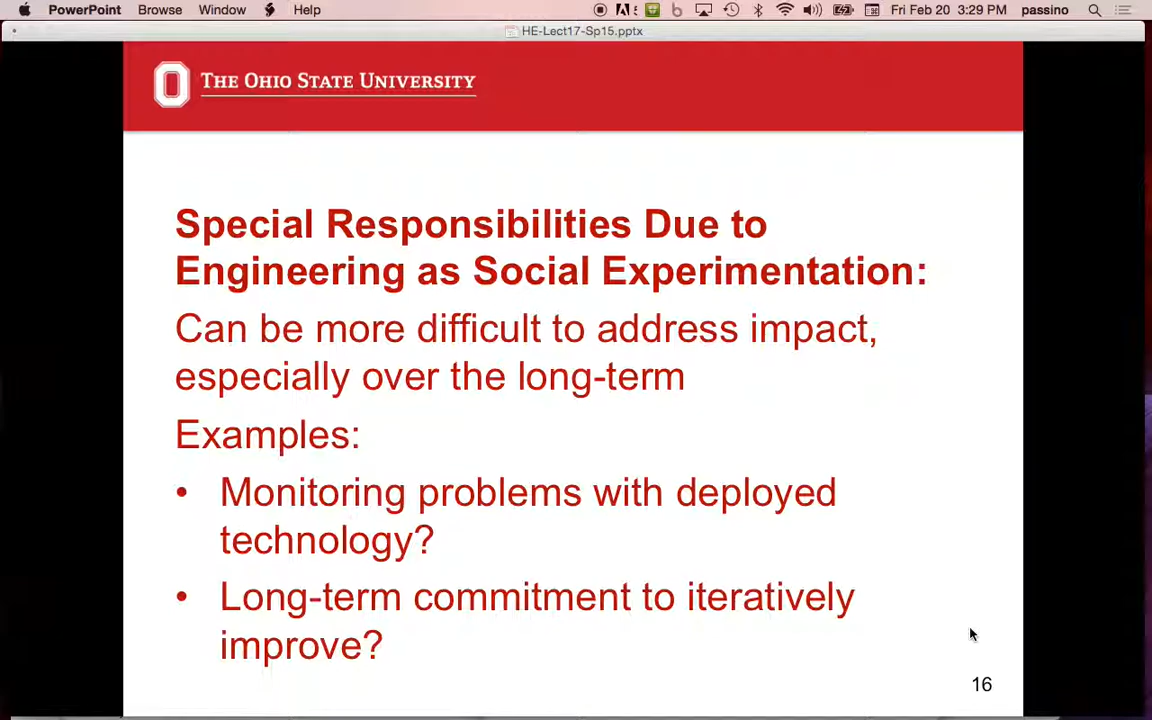 PowerPoint Browse Window Help Fri Feb 20 3:29 PM passino
HE-Lect17-Sp15.pptx
THE OHIO STATE UNIVERSITY
Special Responsibilities Due to
Engineering as Social Experimentation:
Can be more difficult to address impact,
especially over the long-term
Examples:
• Monitoring problems with deployed
technology?
• Long-term commitment to iteratively
improve?
16